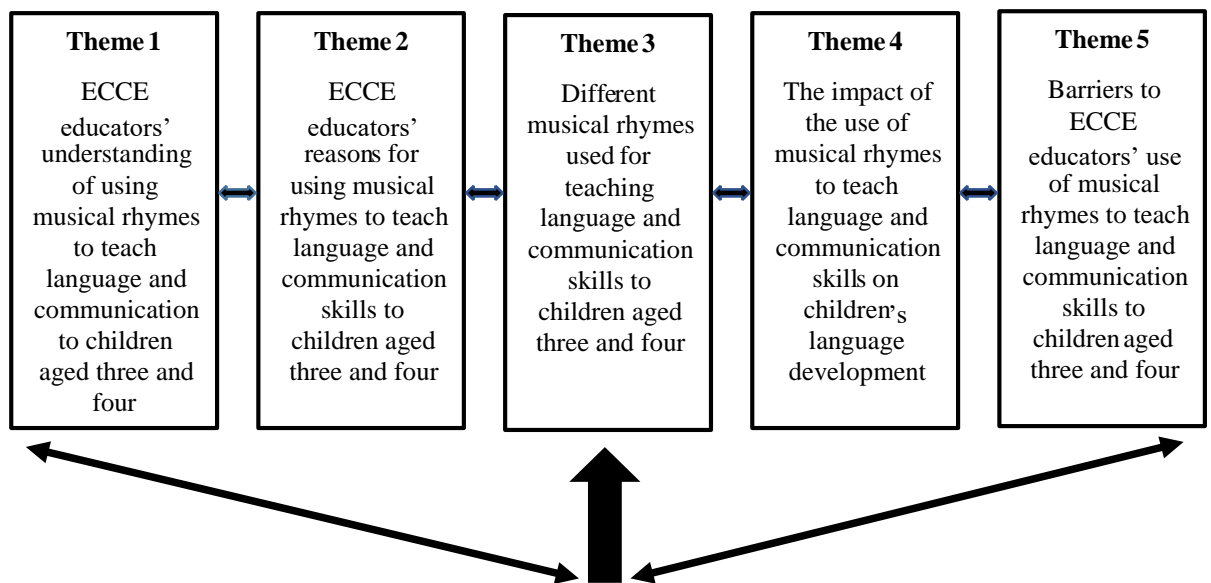 Theme 1
ECCE
educators’
understanding
of using
musical rhymes
to teach
language and
communication
to children
aged three and
four
Theme 2
ECCE
educators’
reasons for
using musical
rhymes to teach
language and
communication
skills to
children aged
three and four
Theme 3
Different
musical rhymes
used for
teaching
language and
communication
skills to
children aged
three and four
Theme 4
The impact of
the use of
musical rhymes
to teach
language and
communication
skills on
children’s
language
development
Theme 5
Barriers to
ECCE
educators’ use
of musical
rhymes to teach
language and
communication
skills to
children aged
three and four